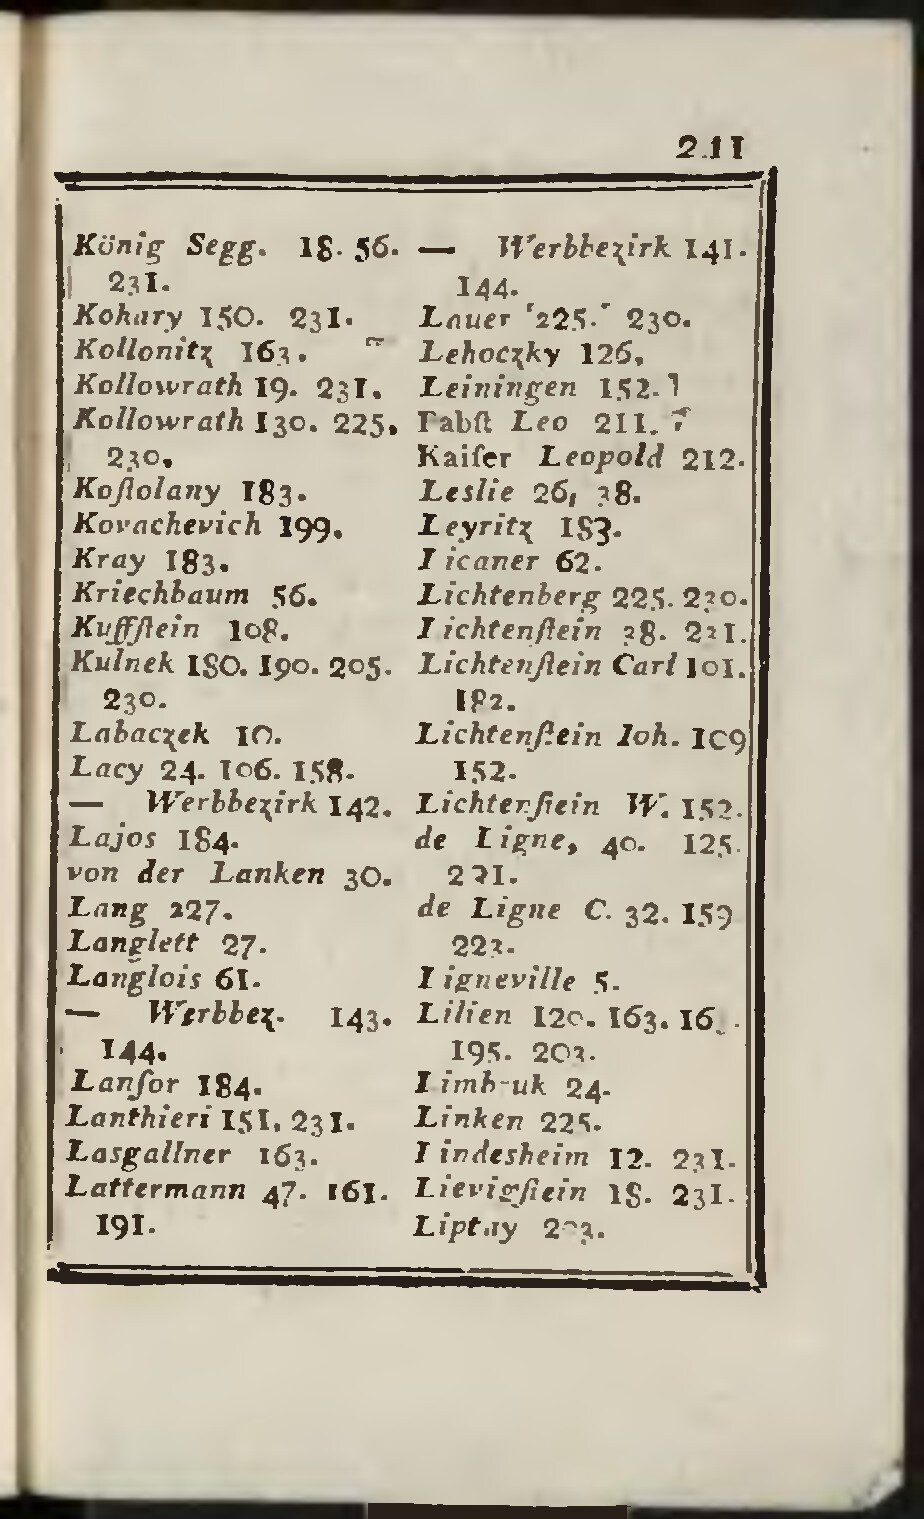 211
König Segg. 18. 56.
231.
Kohary 150. 231.
Kollonitz 163.
Kollowrath 19. 231.
Kollowrath 130. 225.
230.
Koſtolany 183.
Kovachevich 199.
Kray 183.
Kriechbaum 56.
Kuffſtein 108.
Kulnek 180. 190. 205.
230.
Labaczek 10.
Lacy 24. 106. 158.
— Werbbezirk 142.
Lajos 184.
von der Lanken 30.
Lang 227.
Langlett 27.
Langlois 61.
— Werbbez. 143.
144.
Lanſor 184.
Lanthieri 151. 231.
Lasgallner 163.
Lattermann 47. 161.
191.
— Werbbezirk 141.
144.
Lauer 225. 230.
Lehoczky 126.
Leiningen 152.
Pabſt Leo 211.
Kaiſer Leopold 212.
Leslie 26, 38.
Leyritz 183.
Licaner 62.
Lichtenberg 225. 230.
Lichtenſtein 38. 231.
Lichtenſtein Carl 101.
182.
Lichtenſtein Ioh. 109
152.
Lichtenſtein W. 152.
de Ligne, 40. 125.
231.
de Ligne C. 32. 159
223.
Ligneville 5.
Lilien 120. 163.
195. 203.
Limbruk 24.
Linken 225.
Lindesheim 12. 231.
Lievigſtein 18. 231.
Liptay